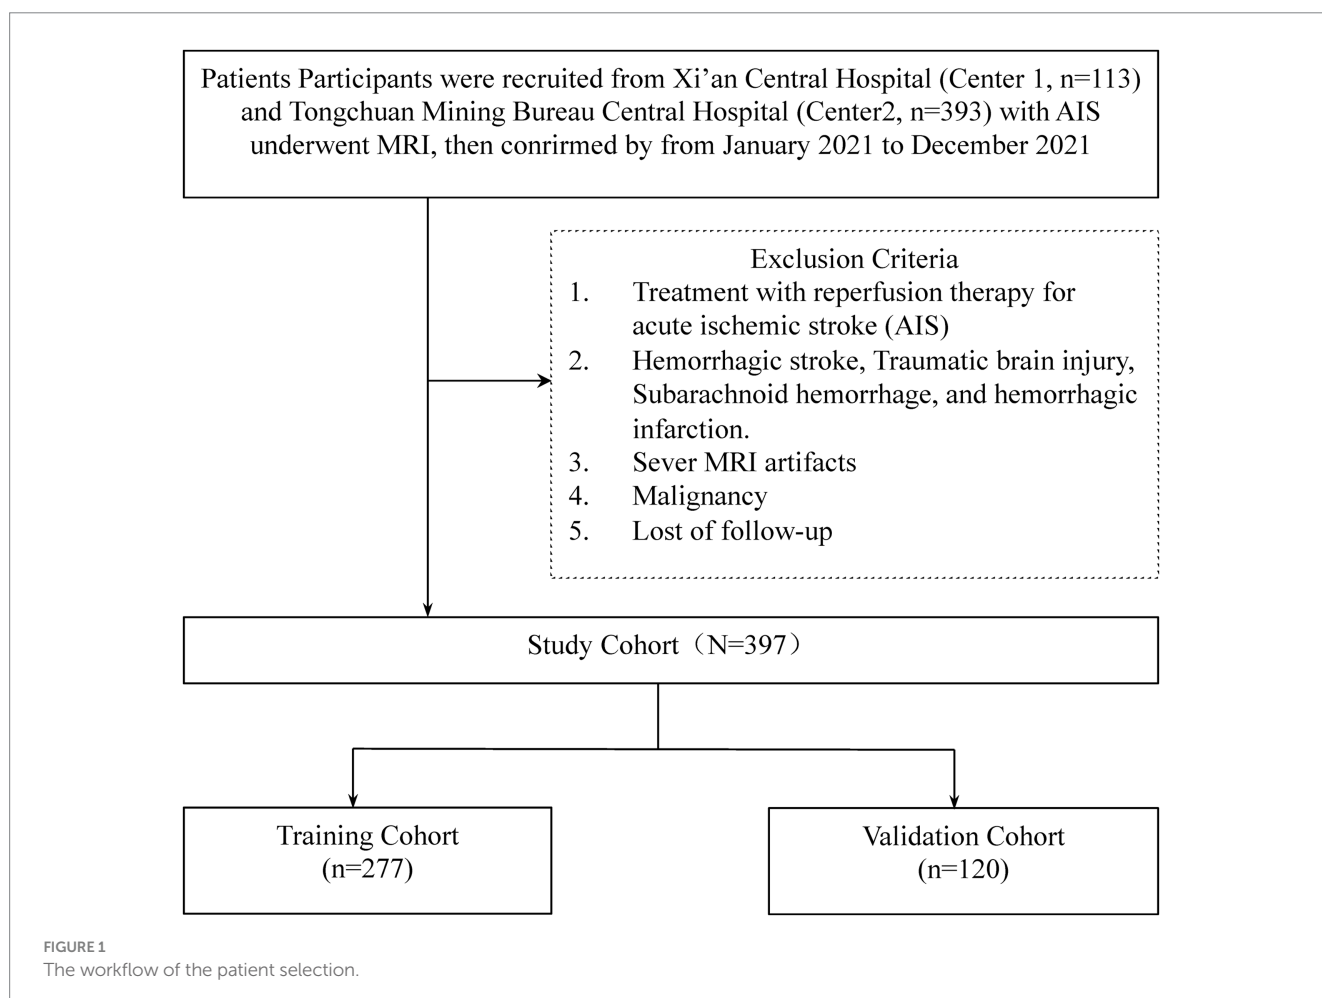 Patients Participants were recruited from Xi’an Central Hospital (Center 1, n=113)
and Tongchuan Mining Bureau Central Hospital (Center2, n=393) with AIS
underwent MRI, then conrirmed by from January 2021 to December 2021
Exclusion Criteria
1. Treatment with reperfusion therapy for
acute ischemic stroke (AIS)
2. Hemorrhagic stroke, Traumatic brain injury,
Subarachnoid hemorrhage, and hemorrhagic
infarction.
3. Sever MRI artifacts
4. Malignancy
5. Lost of follow-up
Study Cohort（N=397）
Training Cohort
(n=277)
Validation Cohort
(n=120)
FIGURE 1
The workflow of the patient selection.